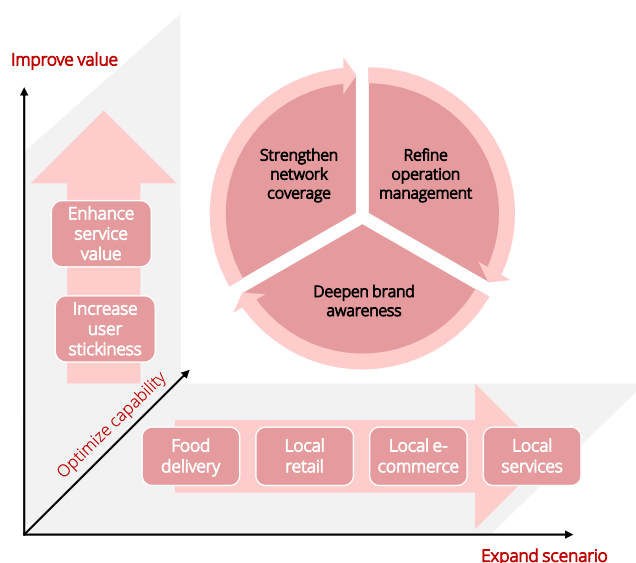 Improve value
Strengthen
network
coverage
Refine
operation
management
Deepen brand
awareness
Enhance
service
value
Increase
user
stickiness
Optimize capability
Food
delivery
Local
retail
Local e-
commerce
Local
services
Expand scenario